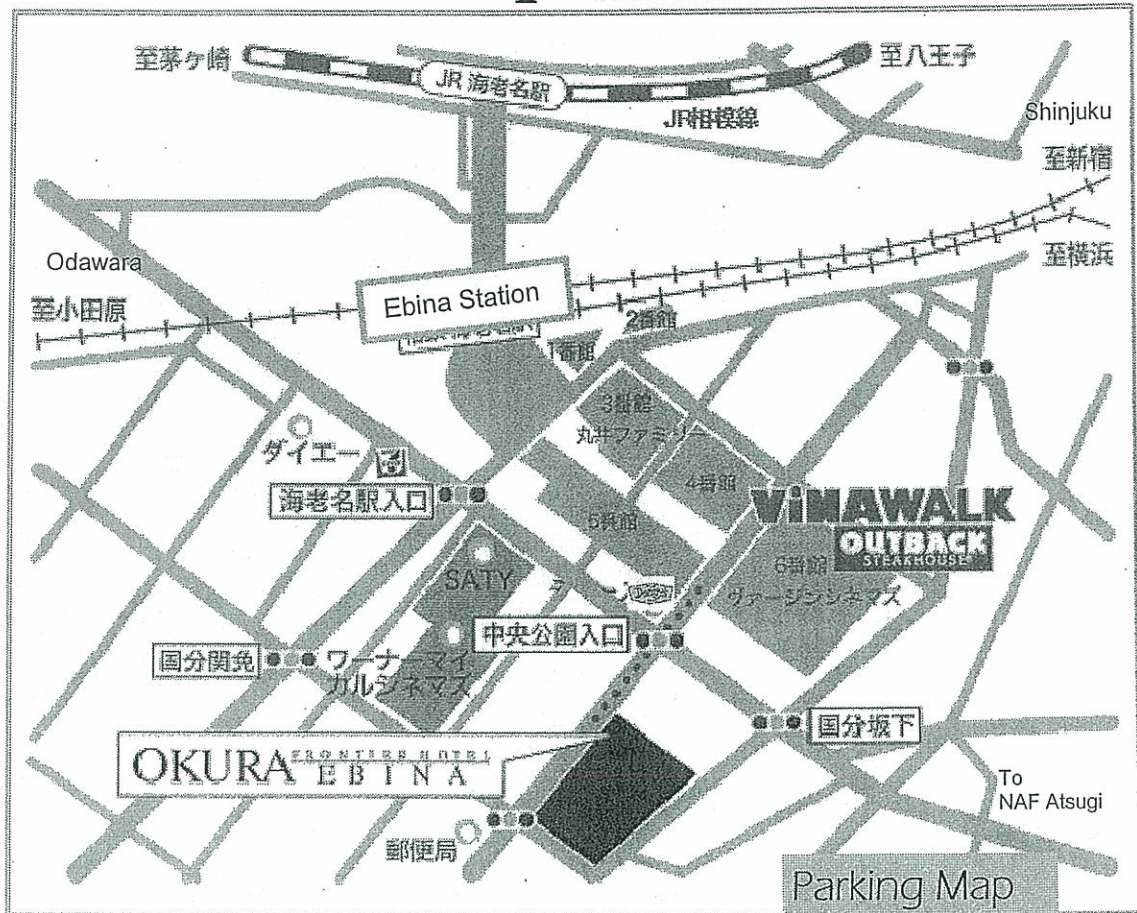 至茅ヶ崎
JR 海老名駅
至八王子
JR相模線
Shinjuku
至新宿
Odawara
至横浜
至小田原
Ebina Station
2番館
1番館
3番館
丸井ファミリー
ダイエー
4番館
海老名駅入口
ViNAWALK
5番館
OUTBACK
STEAKHOUSE
6番館
SATY
ヴァージンシネマズ
中央公園入口
国分関免
ワーナーマイ
カルシネマズ
国分坂下
OKURA FRONTIER HOTEL
EBINA
To
NAF Atsugi
郵便局
Parking Map